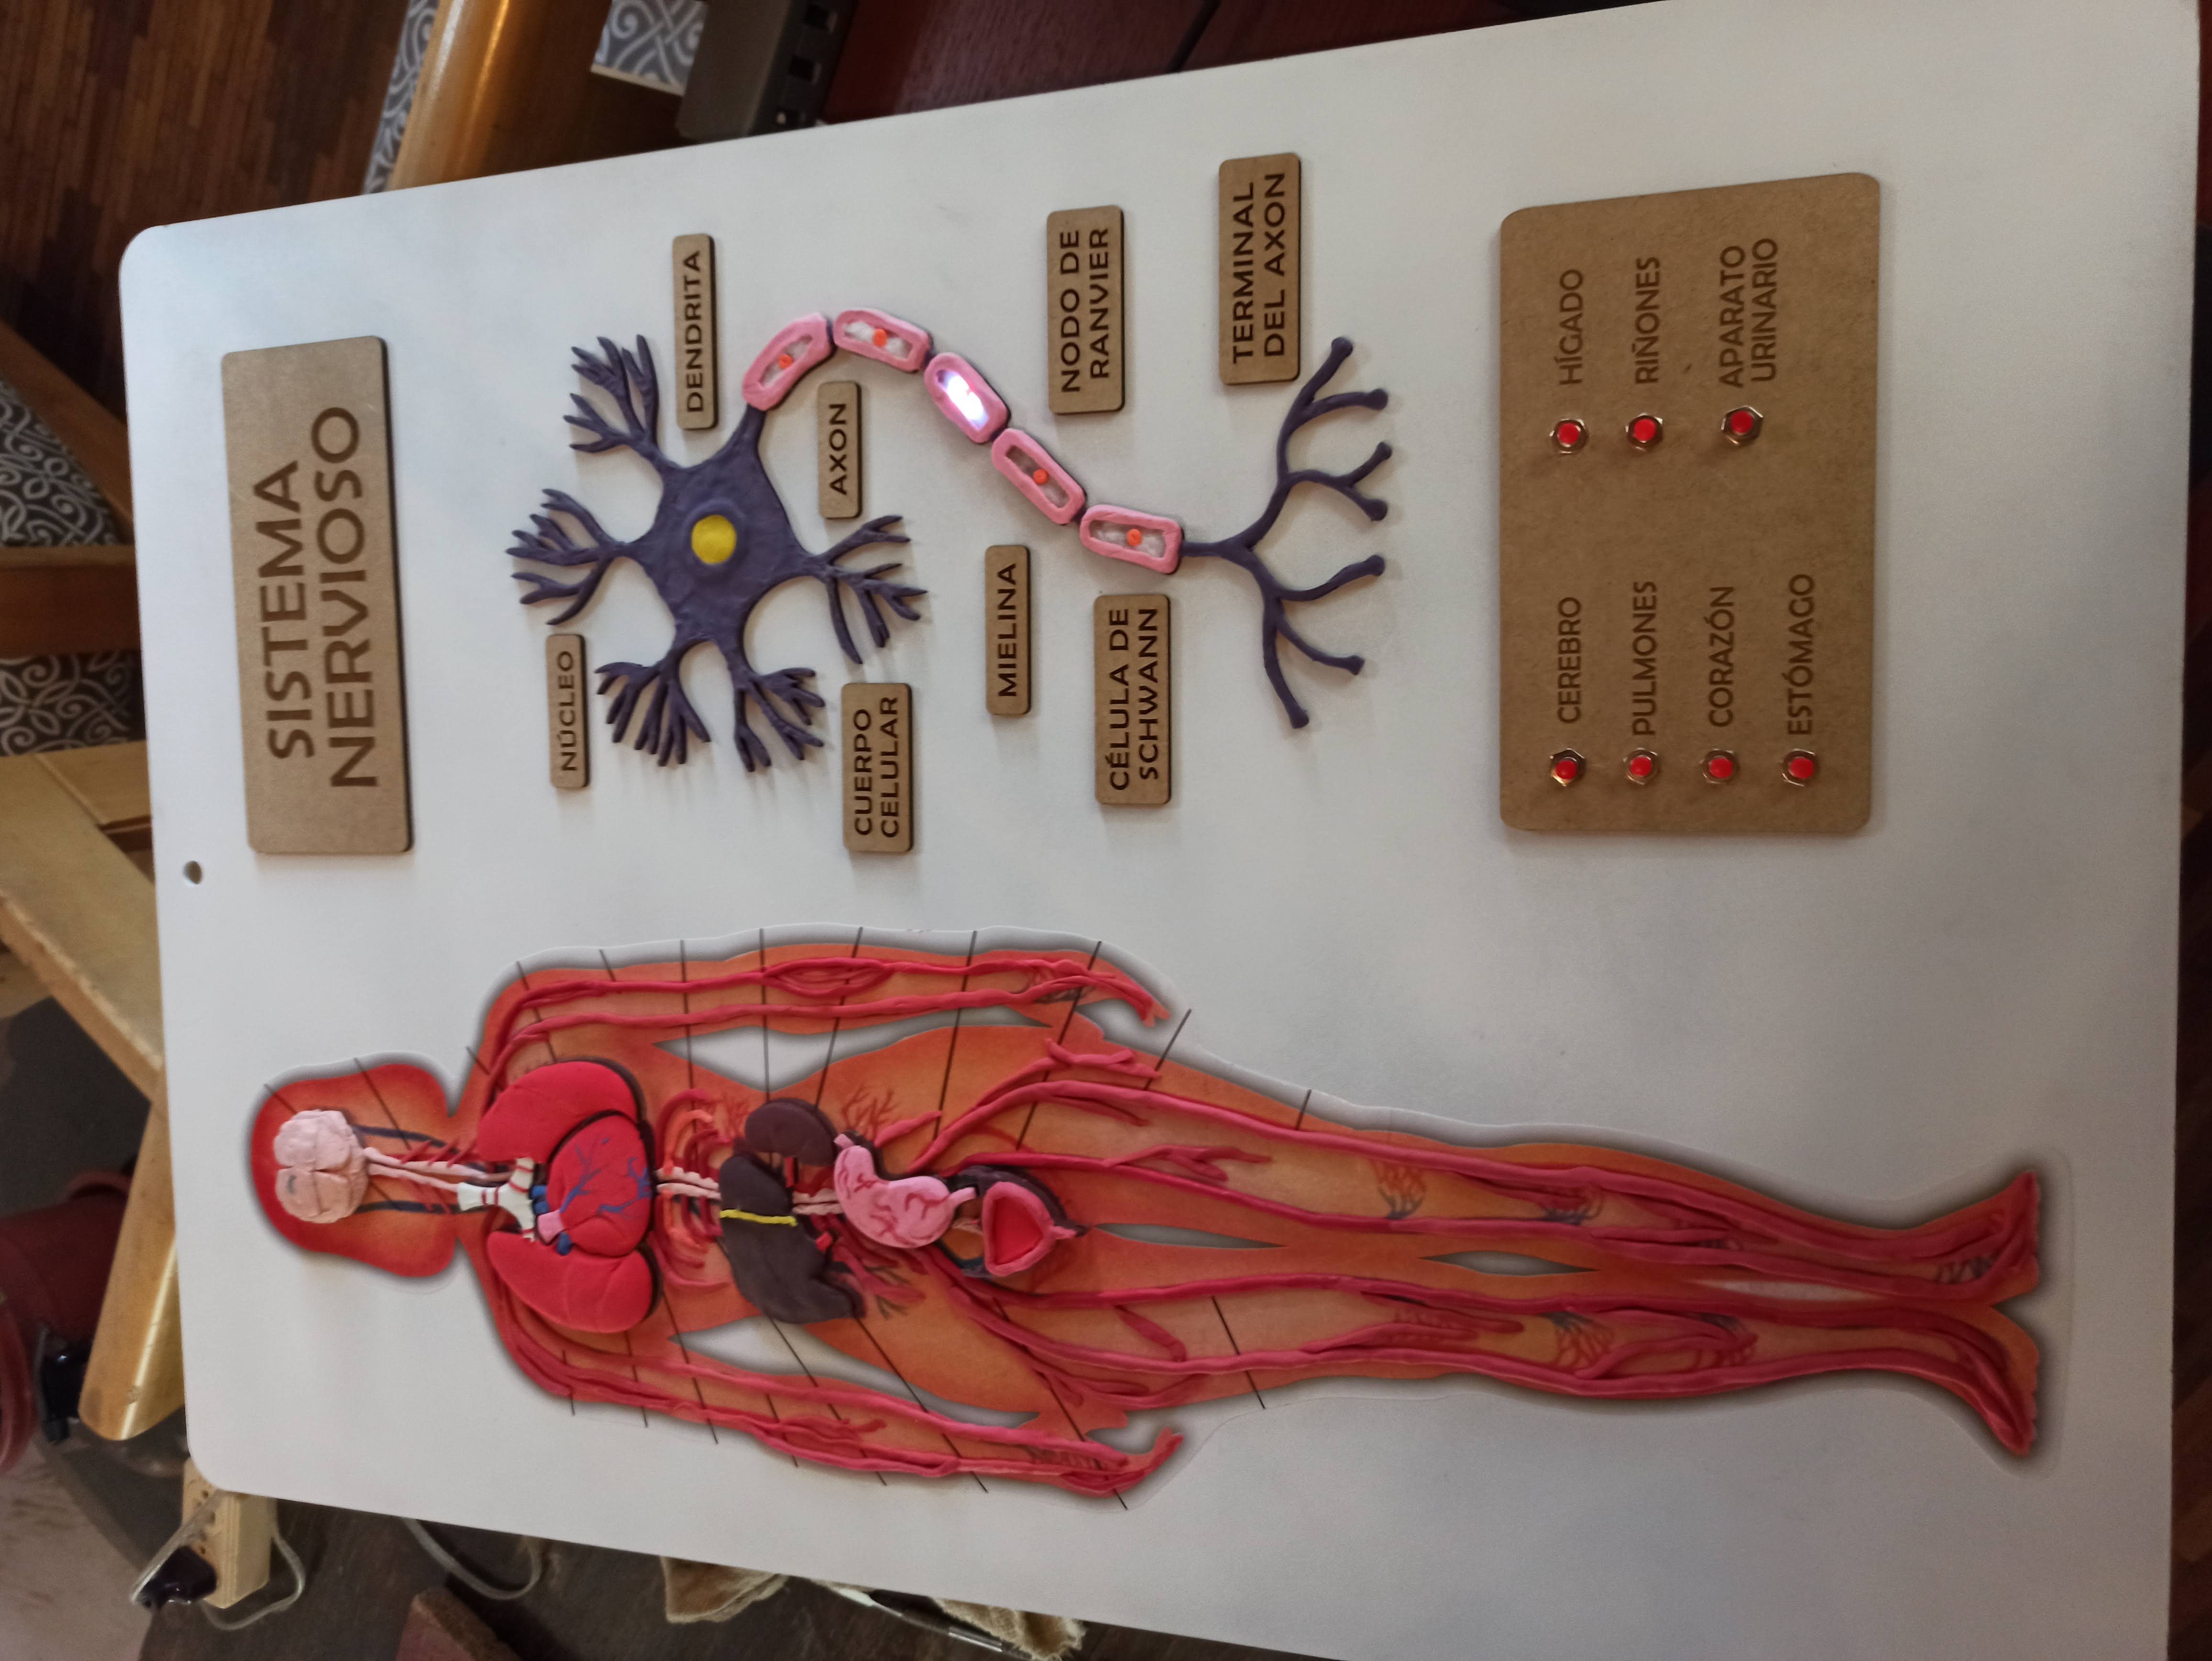 SISTEMA
NERVIOSO
NÚCLEO
DENDRITA
AXON
CUERPO
CELULAR
MIELINA
NODO DE
RANVIER
CÉLULA DE
SCHWANN
TERMINAL
DEL AXON
CEREBRO
HÍGADO
PULMONES
RIÑONES
CORAZÓN
APARATO
URINARIO
ESTÓMAGO